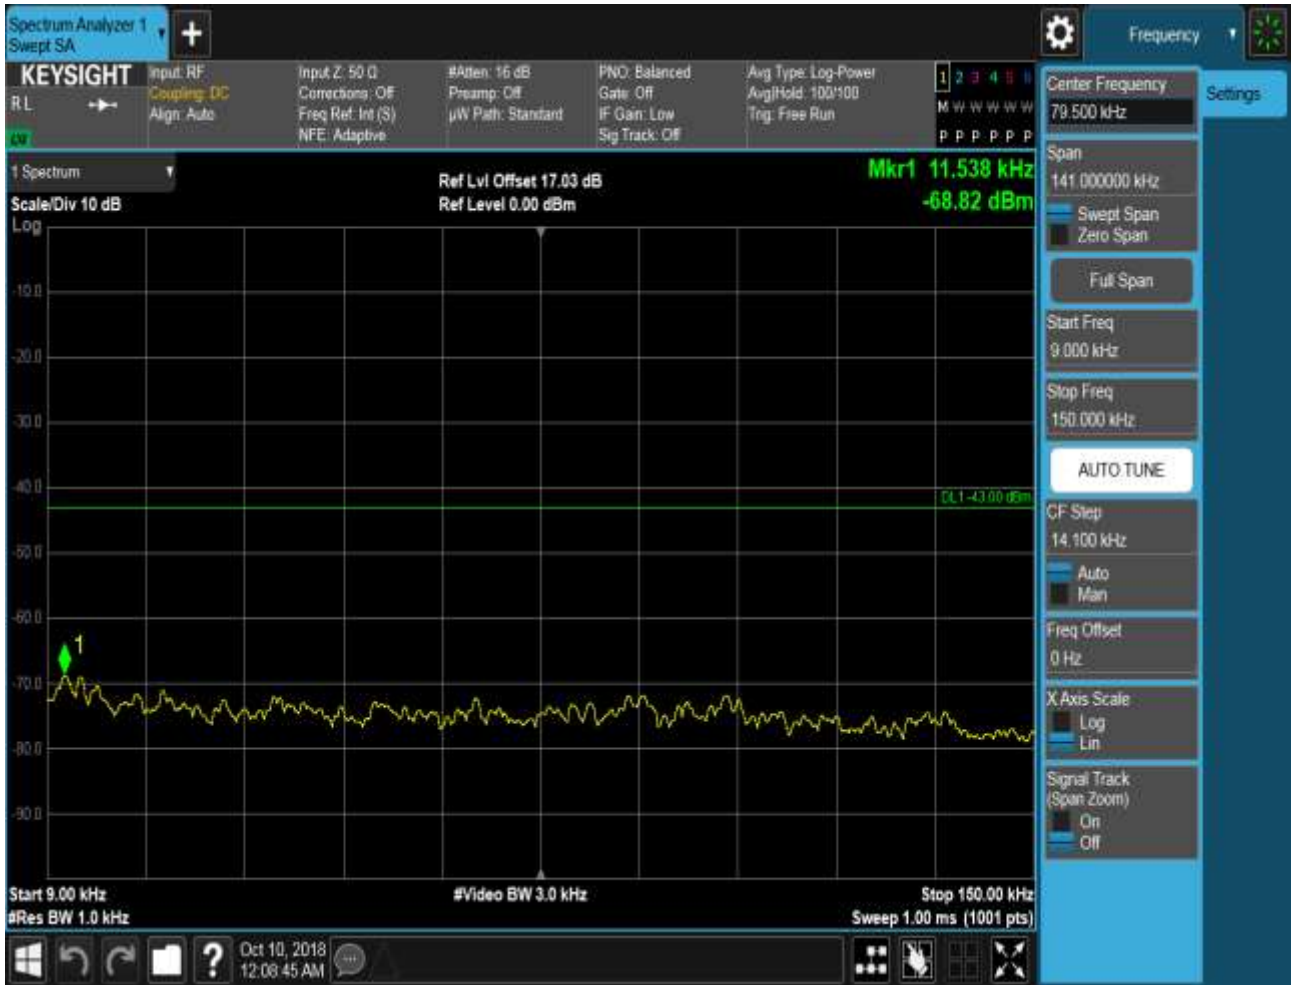 Spectrum Analyzer 1
Swept SA
Frequency
KEYSIGHT
R L
Input: RF
Coupling: DC
Align: Auto
Input Z: 50 Ω
Corrections: Off
Freq Ref: Int (S)
NFE: Adaptive
#Atten: 16 dB
Preamp: Off
µW Path: Standard
PNO: Balanced
Gate: Off
IF Gain: Low
Sig Track: Off
Avg Type: Log-Power
Avg|Hold: 100/100
Trig: Free Run
1 2 3 4 5 6
M W W W W W
P P P P P P
1 Spectrum
Scale/Div 10 dB
Log
Ref Lvl Offset 17.03 dB
Ref Level 0.00 dBm
Mkr1 11.538 kHz
-68.82 dBm
-10.0
-20.0
-30.0
-40.0
-50.0
-60.0
-70.0
-80.0
-90.0
DL1 -43.00 dBm
1
Start 9.00 kHz
#Res BW 1.0 kHz
#Video BW 3.0 kHz
Stop 150.00 kHz
Sweep 1.00 ms (1001 pts)
Center Frequency
79.500 kHz
Settings
Span
141.000000 kHz
Swept Span
Zero Span
Full Span
Start Freq
9.000 kHz
Stop Freq
150.000 kHz
AUTO TUNE
CF Step
14.100 kHz
Auto
Man
Freq Offset
0 Hz
X Axis Scale
Log
Lin
Signal Track
(Span Zoom)
On
Off
?
Oct 10, 2018
12:08:45 AM